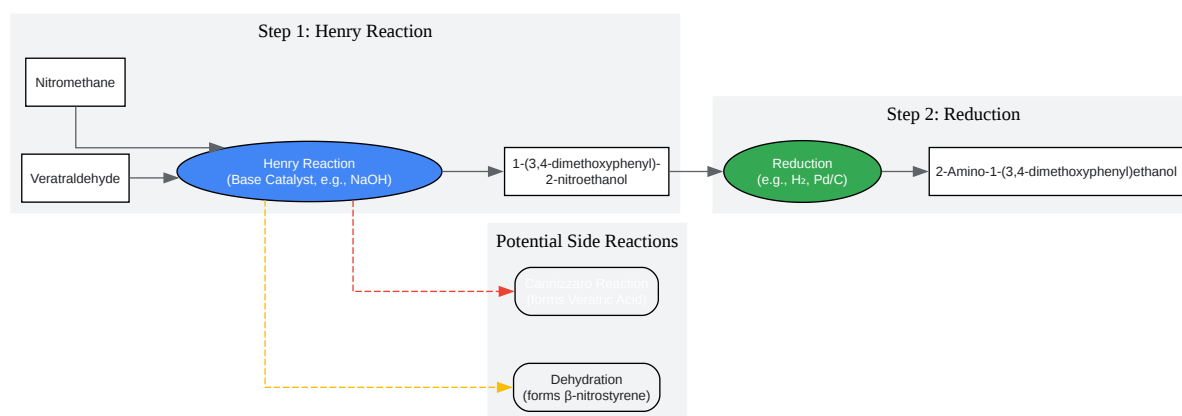 Step 1: Henry Reaction
Nitromethane
Veratraldehyde
Henry Reaction
(Base Catalyst, e.g., NaOH)
1-(3,4-dimethoxyphenyl)-
2-nitroethanol
Step 2: Reduction
Reduction
(e.g., H₂, Pd/C)
2-Amino-1-(3,4-dimethoxyphenyl)ethanol
Potential Side Reactions
Cannizzaro Reaction
(forms Veratric Acid)
Dehydration
(forms β-nitrostyrene)